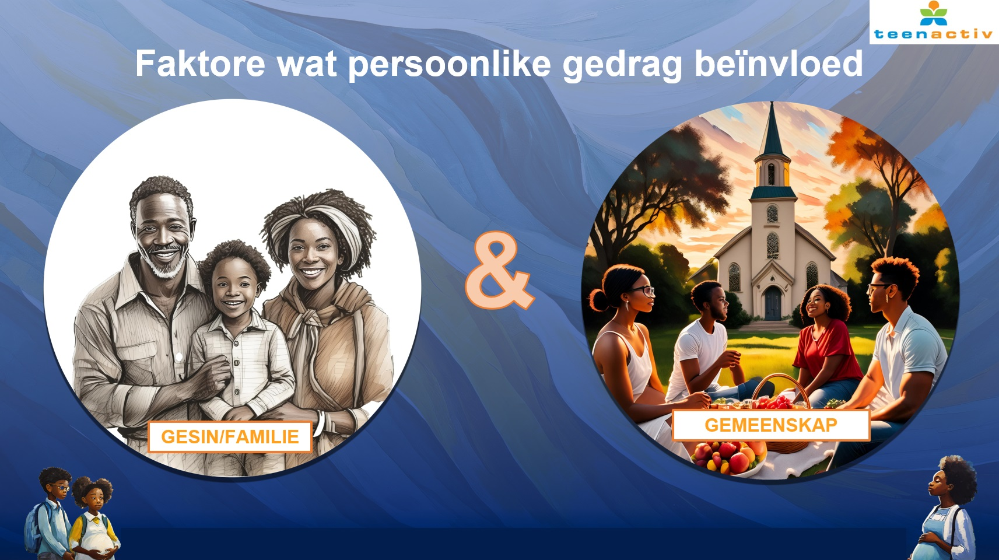 teenactiv
Faktore wat persoonlike gedrag beïnvloed
&
GESIN/FAMILIE
GEMEENSKAP